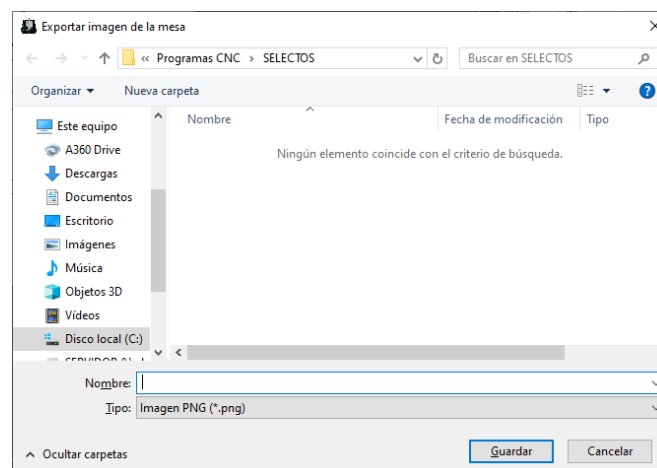 Exportar imagen de la mesa
« Programas CNC › SELECTOS
Buscar en SELECTOS
Organizar
Nueva carpeta
Nombre
Fecha de modificación
Tipo
Ningún elemento coincide con el criterio de búsqueda.
Este equipo
A360 Drive
Descargas
Documentos
Escritorio
Imágenes
Música
Objetos 3D
Vídeos
Disco local (C:)
Nombre:
Tipo: Imagen PNG (*.png)
Ocultar carpetas
Guardar
Cancelar